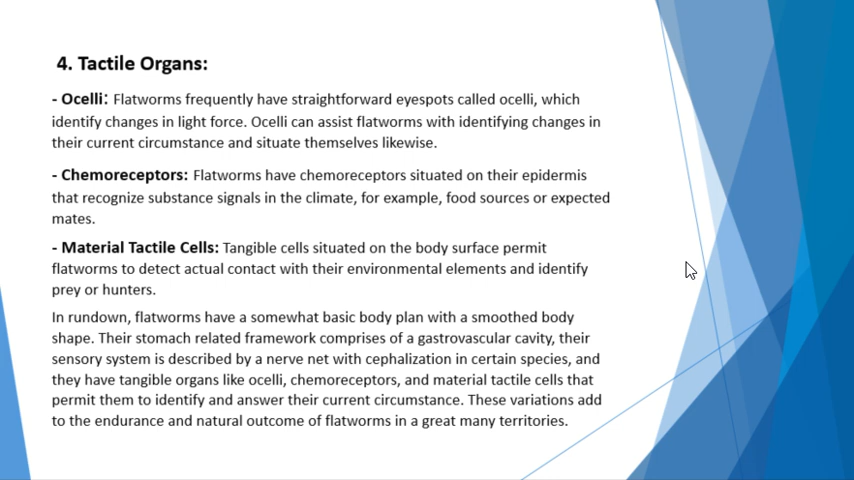 4. Tactile Organs:
- Ocelli: Flatworms frequently have straightforward eyespots called ocelli, which
identify changes in light force. Ocelli can assist flatworms with identifying changes in
their current circumstance and situate themselves likewise.
- Chemoreceptors: Flatworms have chemoreceptors situated on their epidermis
that recognize substance signals in the climate, for example, food sources or expected
mates.
- Material Tactile Cells: Tangible cells situated on the body surface permit
flatworms to detect actual contact with their environmental elements and identify
prey or hunters.
In rundown, flatworms have a somewhat basic body plan with a smoothed body
shape. Their stomach related framework comprises of a gastrovascular cavity, their
sensory system is described by a nerve net with cephalization in certain species, and
they have tangible organs like ocelli, chemoreceptors, and material tactile cells that
permit them to identify and answer their current circumstance. These variations add
to the endurance and natural outcome of flatworms in a great many territories.